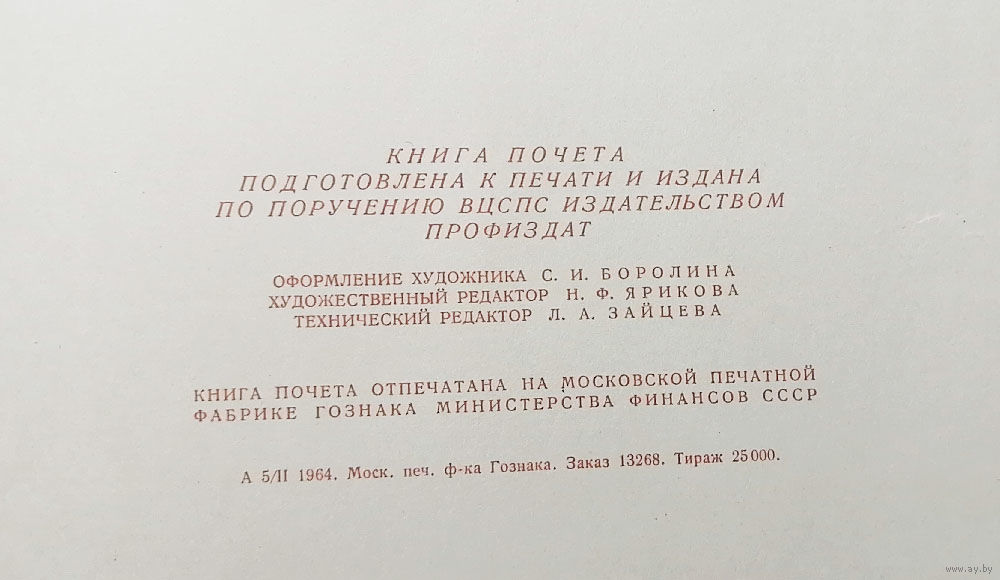 КНИГА ПОЧЕТА
ПОДГОТОВЛЕНА К ПЕЧАТИ И ИЗДАНА
ПО ПОРУЧЕНИЮ ВЦСПС ИЗДАТЕЛЬСТВОМ
ПРОФИЗДАТ
ОФОРМЛЕНИЕ ХУДОЖНИКА С. И. БОРОЛИНА
ХУДОЖЕСТВЕННЫЙ РЕДАКТОР Н. Ф. ЯРИКОВА
ТЕХНИЧЕСКИЙ РЕДАКТОР Л. А. ЗАЙЦЕВА
КНИГА ПОЧЕТА ОТПЕЧАТАНА НА МОСКОВСКОЙ ПЕЧАТНОЙ
ФАБРИКЕ ГОЗНАКА МИНИСТЕРСТВА ФИНАНСОВ СССР
А 5/II 1964. Моск. печ. ф-ка Гознака. Заказ 13268. Тираж 25 000.
www.ay.by